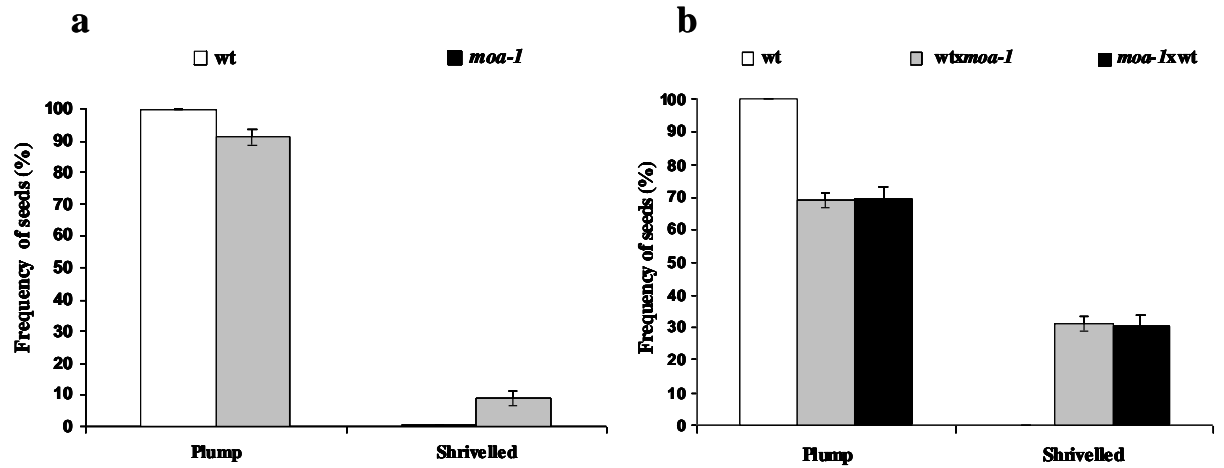 a
wt
moa-1
Frequency of seeds (%)
100
90
80
70
60
50
40
30
20
10
0
Plump
Shrivelled
b
wt
wtxmoa-1
moa-1xwt
Frequency of seeds (%)
100
90
80
70
60
50
40
30
20
10
0
Plump
Shrivelled